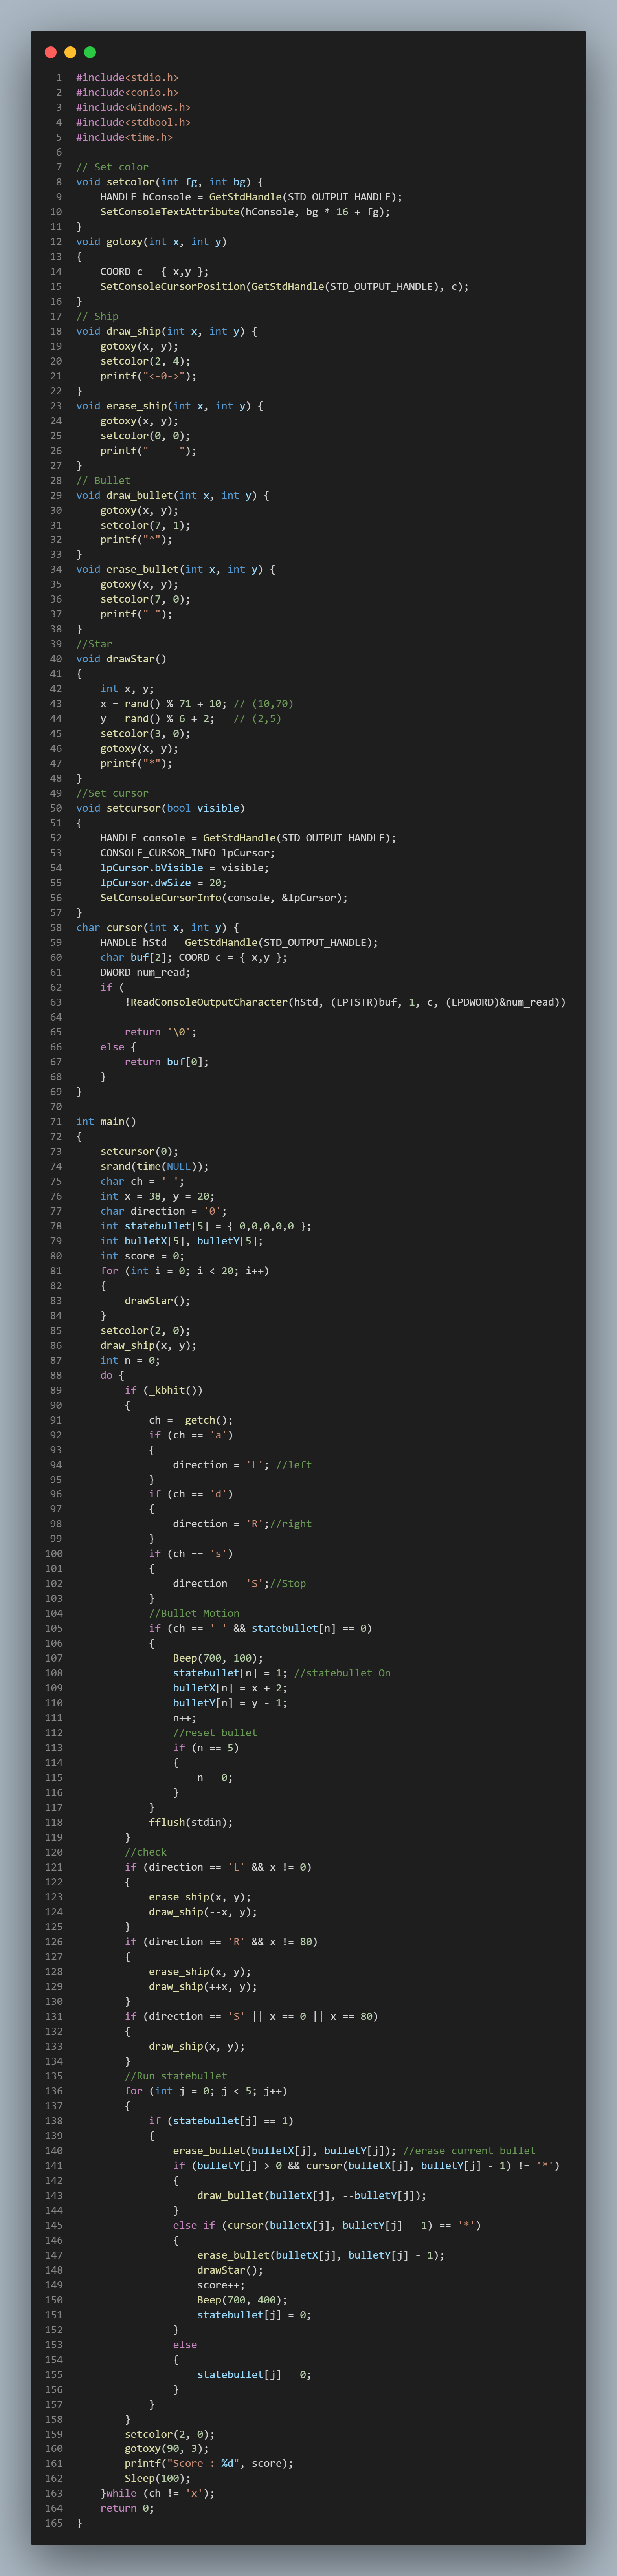 1 #include<stdio.h>
2 #include<conio.h>
3 #include<Windows.h>
4 #include<stdbool.h>
5 #include<time.h>
6
7 // Set color
8 void setcolor(int fg, int bg) {
9     HANDLE hConsole = GetStdHandle(STD_OUTPUT_HANDLE);
10     SetConsoleTextAttribute(hConsole, bg * 16 + fg);
11 }
12 void gotoxy(int x, int y)
13 {
14     COORD c = { x,y };
15     SetConsoleCursorPosition(GetStdHandle(STD_OUTPUT_HANDLE), c);
16 }
17 // Ship
18 void draw_ship(int x, int y) {
19     gotoxy(x, y);
20     setcolor(2, 4);
21     printf("<-0->");
22 }
23 void erase_ship(int x, int y) {
24     gotoxy(x, y);
25     setcolor(0, 0);
26     printf("     ");
27 }
28 // Bullet
29 void draw_bullet(int x, int y) {
30     gotoxy(x, y);
31     setcolor(7, 1);
32     printf("^");
33 }
34 void erase_bullet(int x, int y) {
35     gotoxy(x, y);
36     setcolor(7, 0);
37     printf(" ");
38 }
39 //Star
40 void drawStar()
41 {
42     int x, y;
43     x = rand() % 71 + 10; // (10,70)
44     y = rand() % 6 + 2;   // (2,5)
45     setcolor(3, 0);
46     gotoxy(x, y);
47     printf("*");
48 }
49 //Set cursor
50 void setcursor(bool visible)
51 {
52     HANDLE console = GetStdHandle(STD_OUTPUT_HANDLE);
53     CONSOLE_CURSOR_INFO lpCursor;
54     lpCursor.bVisible = visible;
55     lpCursor.dwSize = 20;
56     SetConsoleCursorInfo(console, &lpCursor);
57 }
58 char cursor(int x, int y) {
59     HANDLE hStd = GetStdHandle(STD_OUTPUT_HANDLE);
60     char buf[2]; COORD c = { x,y };
61     DWORD num_read;
62     if (
63         !ReadConsoleOutputCharacter(hStd, (LPTSTR)buf, 1, c, (LPDWORD)&num_read))
64
65         return '\0';
66     else {
67         return buf[0];
68     }
69 }
70
71 int main()
72 {
73     setcursor(0);
74     srand(time(NULL));
75     char ch = ' ';
76     int x = 38, y = 20;
77     char direction = '0';
78     int statebullet[5] = { 0,0,0,0,0 };
79     int bulletX[5], bulletY[5];
80     int score = 0;
81     for (int i = 0; i < 20; i++)
82     {
83         drawStar();
84     }
85     setcolor(2, 0);
86     draw_ship(x, y);
87     int n = 0;
88     do {
89         if (_kbhit())
90         {
91             ch = _getch();
92             if (ch == 'a')
93             {
94                 direction = 'L'; //left
95             }
96             if (ch == 'd')
97             {
98                 direction = 'R';//right
99             }
100             if (ch == 's')
101             {
102                 direction = 'S';//Stop
103             }
104             //Bullet Motion
105             if (ch == ' ' && statebullet[n] == 0)
106             {
107                 Beep(700, 100);
108                 statebullet[n] = 1; //statebullet On
109                 bulletX[n] = x + 2;
110                 bulletY[n] = y - 1;
111                 n++;
112                 //reset bullet
113                 if (n == 5)
114                 {
115                     n = 0;
116                 }
117             }
118             fflush(stdin);
119         }
120         //check
121         if (direction == 'L' && x != 0)
122         {
123             erase_ship(x, y);
124             draw_ship(--x, y);
125         }
126         if (direction == 'R' && x != 80)
127         {
128             erase_ship(x, y);
129             draw_ship(++x, y);
130         }
131         if (direction == 'S' || x == 0 || x == 80)
132         {
133             draw_ship(x, y);
134         }
135         //Run statebullet
136         for (int j = 0; j < 5; j++)
137         {
138             if (statebullet[j] == 1)
139             {
140                 erase_bullet(bulletX[j], bulletY[j]); //erase current bullet
141                 if (bulletY[j] > 0 && cursor(bulletX[j], bulletY[j] - 1) != '*')
142                 {
143                     draw_bullet(bulletX[j], --bulletY[j]);
144                 }
145                 else if (cursor(bulletX[j], bulletY[j] - 1) == '*')
146                 {
147                     erase_bullet(bulletX[j], bulletY[j] - 1);
148                     drawStar();
149                     score++;
150                     Beep(700, 400);
151                     statebullet[j] = 0;
152                 }
153                 else
154                 {
155                     statebullet[j] = 0;
156                 }
157             }
158         }
159         setcolor(2, 0);
160         gotoxy(90, 3);
161         printf("Score : %d", score);
162         Sleep(100);
163     }while (ch != 'x');
164     return 0;
165 }